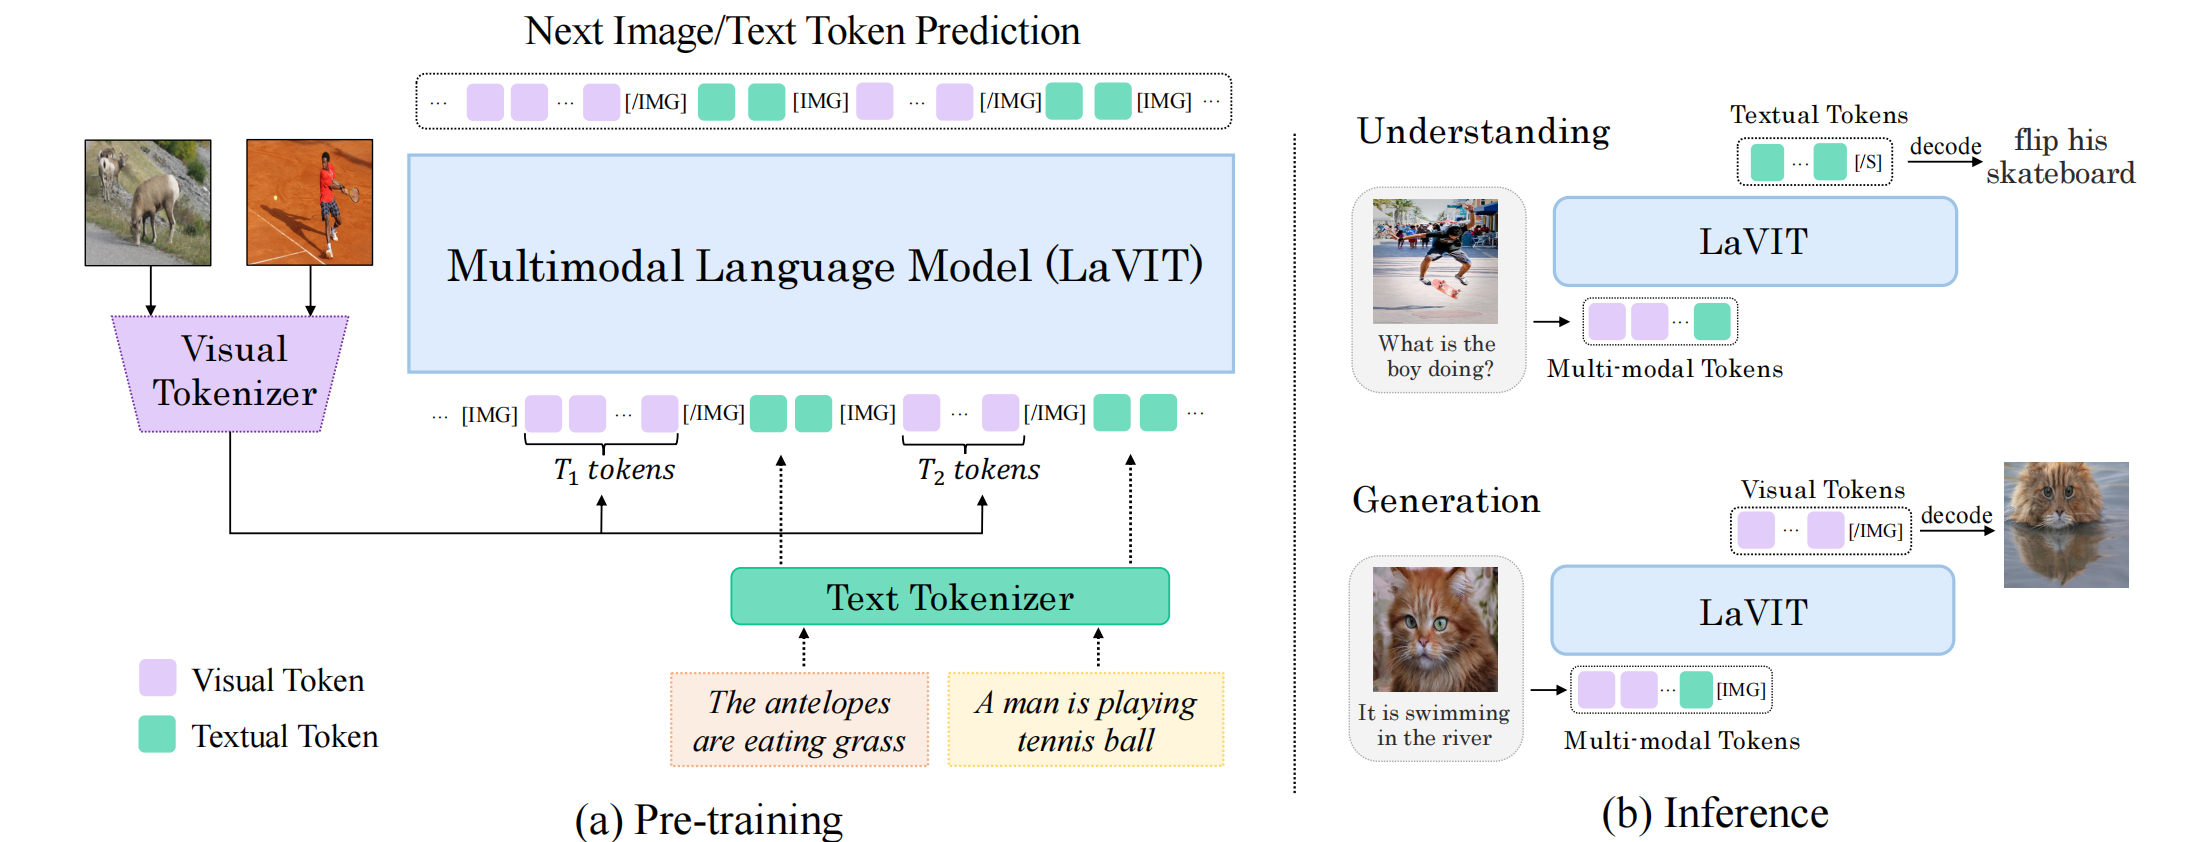 Next Image/Text Token Prediction
... [/IMG] [IMG] ... [/IMG] [IMG] ...
Multimodal Language Model (LaVIT)
Visual
Tokenizer
... [IMG] ... [/IMG] [IMG] ... [/IMG] ...
T₁ tokens
T₂ tokens
Text Tokenizer
The antelopes
are eating grass
A man is playing
tennis ball
Visual Token
Textual Token
(a) Pre-training
Understanding
Textual Tokens
... [/S]
decode
flip his
skateboard
LaVIT
What is the
boy doing?
...
Multi-modal Tokens
Generation
Visual Tokens
... [/IMG]
decode
LaVIT
It is swimming
in the river
... [IMG]
Multi-modal Tokens
(b) Inference